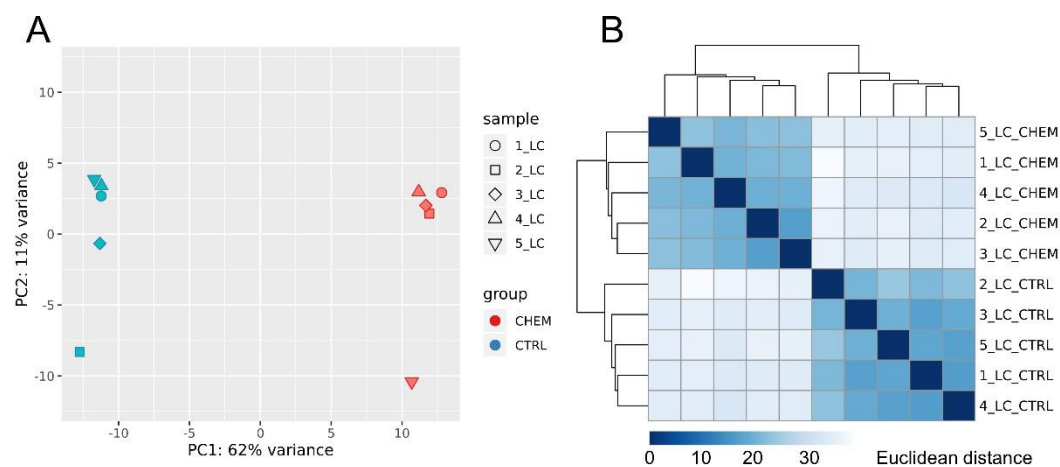 A
PC2: 11% variance
10
5
0
-5
-10
-10
-5
0
5
10
PC1: 62% variance
sample
1_LC
2_LC
3_LC
4_LC
5_LC
group
CHEM
CTRL
B
5_LC_CHEM
1_LC_CHEM
4_LC_CHEM
2_LC_CHEM
3_LC_CHEM
2_LC_CTRL
3_LC_CTRL
5_LC_CTRL
1_LC_CTRL
4_LC_CTRL
0 10 20 30 Euclidean distance